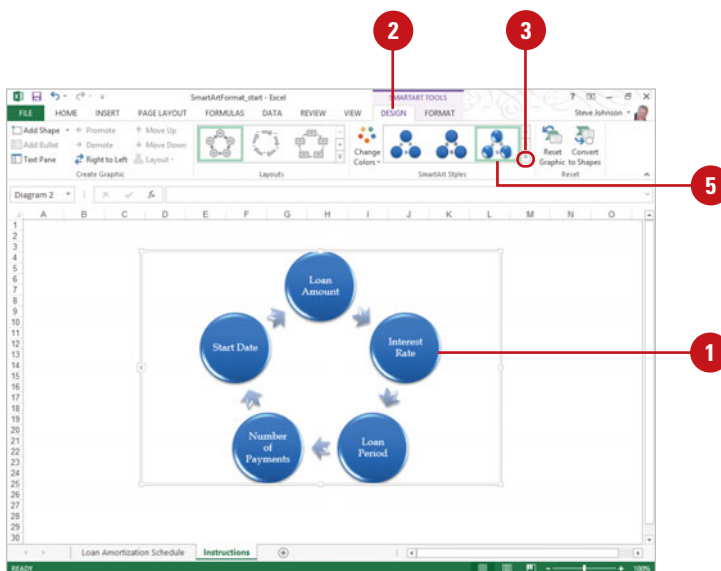 2 3
SmartArtFormat_start - Excel SMARTART TOOLS ?
FILE HOME INSERT PAGE LAYOUT FORMULAS DATA REVIEW VIEW DESIGN FORMAT Steve Johnson
Add Shape Promote Move Up
Add Bullet Demote Move Down
Text Pane Right to Left Layout
Change Colors
Reset Graphic
Convert to Shapes
Create Graphic Layouts SmartArt Styles Reset
5
Diagram 2 fx
A B C D E F G H I J K L M N O
1
2
3
4
5
6
7
8
9
10
11
12
13
14
15
16
17
18
19
20
21
22
23
24
25
26
27
28
29
30
Loan
Amount
Start Date
Interest
Rate
1
Number
of
Payments
Loan
Period
Loan Amortization Schedule Instructions
READY 100%